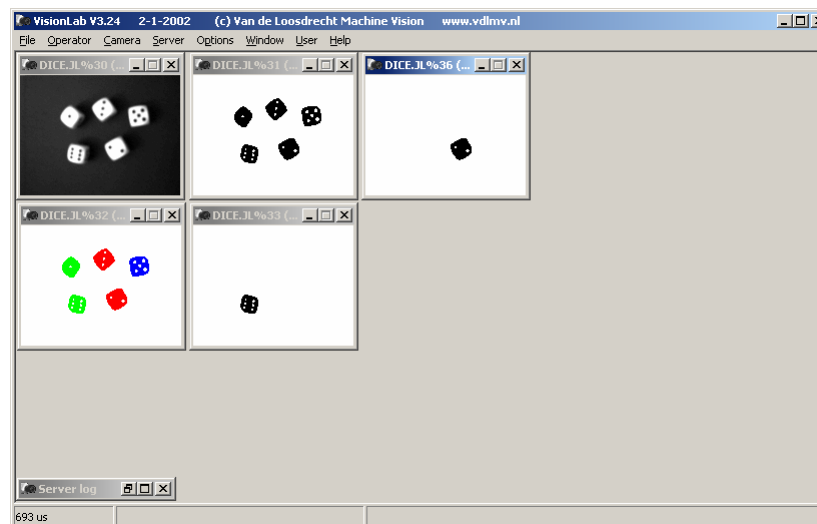 VisionLab V3.24 2-1-2002 (c) Van de Loosdrecht Machine Vision www.vdlmv.nl
File Operator Camera Server Options Window User Help
DICE.JL%30 (... DICE.JL%31 (... DICE.JL%36 (...
DICE.JL%32 (... DICE.JL%33 (...
Server log
693 us